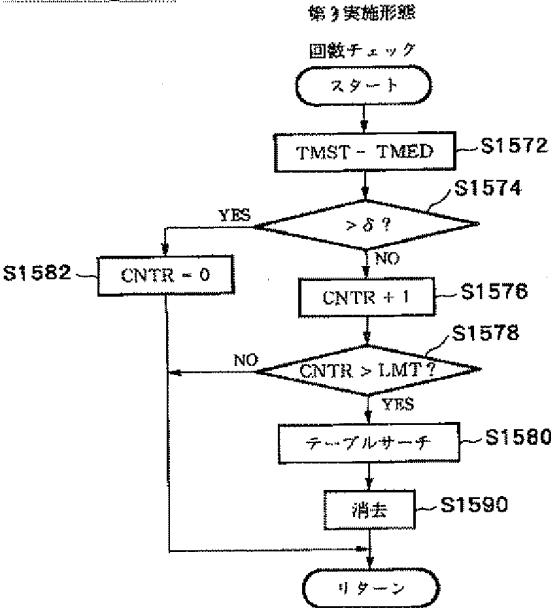 第3実施形態
回数チェック
スタート
TMST - TMED
S1572
S1574
> δ ?
YES
NO
CNTR = 0
S1582
CNTR + 1
S1576
S1578
CNTR > LMT ?
NO
YES
テーブルサーチ
S1580
消去
S1590
リターン